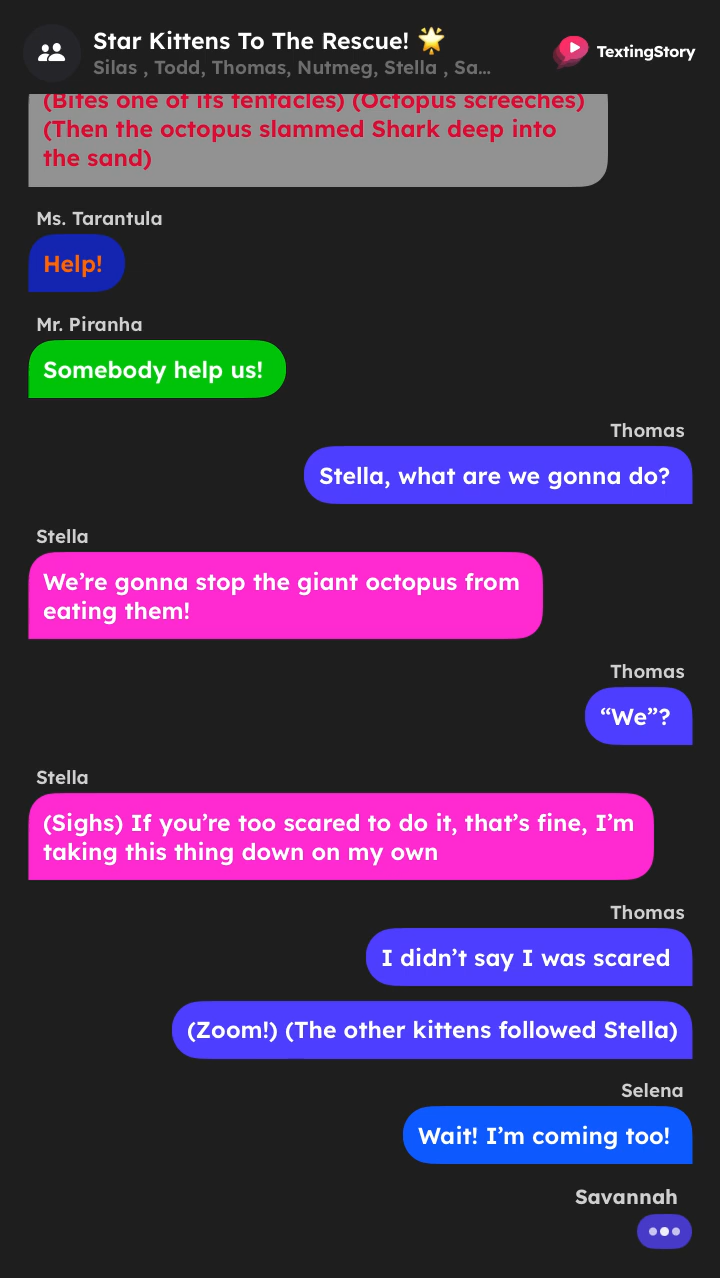 Star Kittens To The Rescue! 🌟
Silas , Todd, Thomas, Nutmeg, Stella , Sa...
TextingStory
(Bites one of its tentacles) (Octopus screeches)
(Then the octopus slammed Shark deep into
the sand)
Ms. Tarantula
Help!
Mr. Piranha
Somebody help us!
Thomas
Stella, what are we gonna do?
Stella
We’re gonna stop the giant octopus from
eating them!
Thomas
“We”?
Stella
(Sighs) If you’re too scared to do it, that’s fine, I’m
taking this thing down on my own
Thomas
I didn’t say I was scared
(Zoom!) (The other kittens followed Stella)
Selena
Wait! I’m coming too!
Savannah